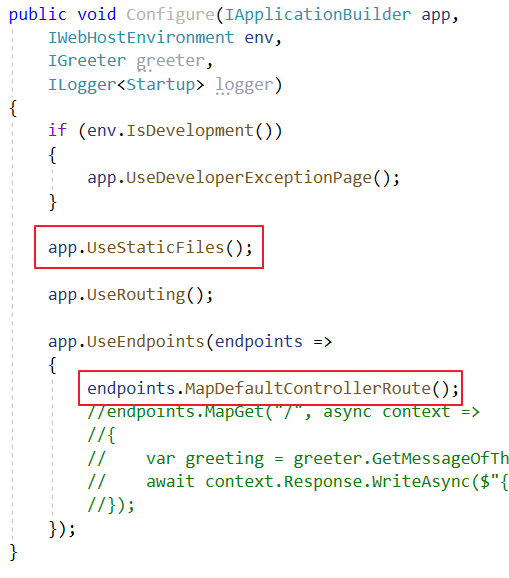 public void Configure(IApplicationBuilder app,
    IWebHostEnvironment env,
    IGreeter greeter,
    ILogger<Startup> logger)
{
    if (env.IsDevelopment())
    {
        app.UseDeveloperExceptionPage();
    }
    app.UseStaticFiles();
    app.UseRouting();
    app.UseEndpoints(endpoints =>
    {
        endpoints.MapDefaultControllerRoute();
        //endpoints.MapGet("/", async context =>
        //{
        //    var greeting = greeter.GetMessageOfTh
        //    await context.Response.WriteAsync($"{
        //});
    });
}